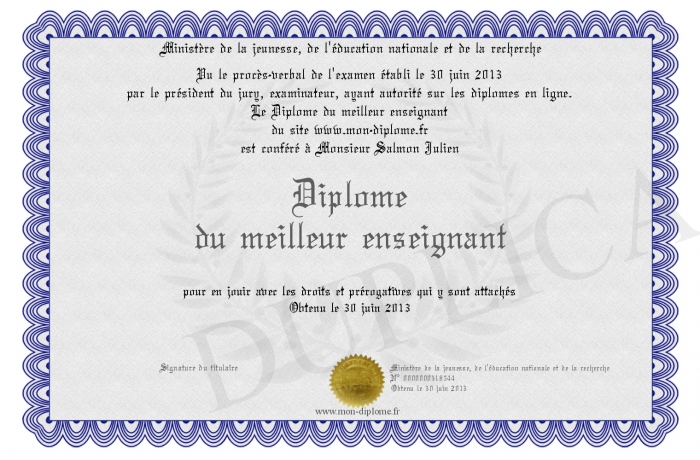 Ministère de la jeunesse, de l'éducation nationale et de la recherche
Vu le procès-verbal de l'examen établi le 30 juin 2013
par le président du jury, examinateur, ayant autorité sur les diplomes en ligne.
Le Diplome du meilleur enseignant
du site www.mon-diplome.fr
est conféré à Monsieur Salmon Julien
Diplome
du meilleur enseignant
pour en jouir avec les droits et prérogatives qui y sont attachés
Obtenu le 30 juin 2013
DUPLICA
Signature du titulaire
Ministère de la jeunesse, de l'éducation nationale et de la recherche
N°
Obtenu le 30 juin 2013
www.mon-diplome.fr